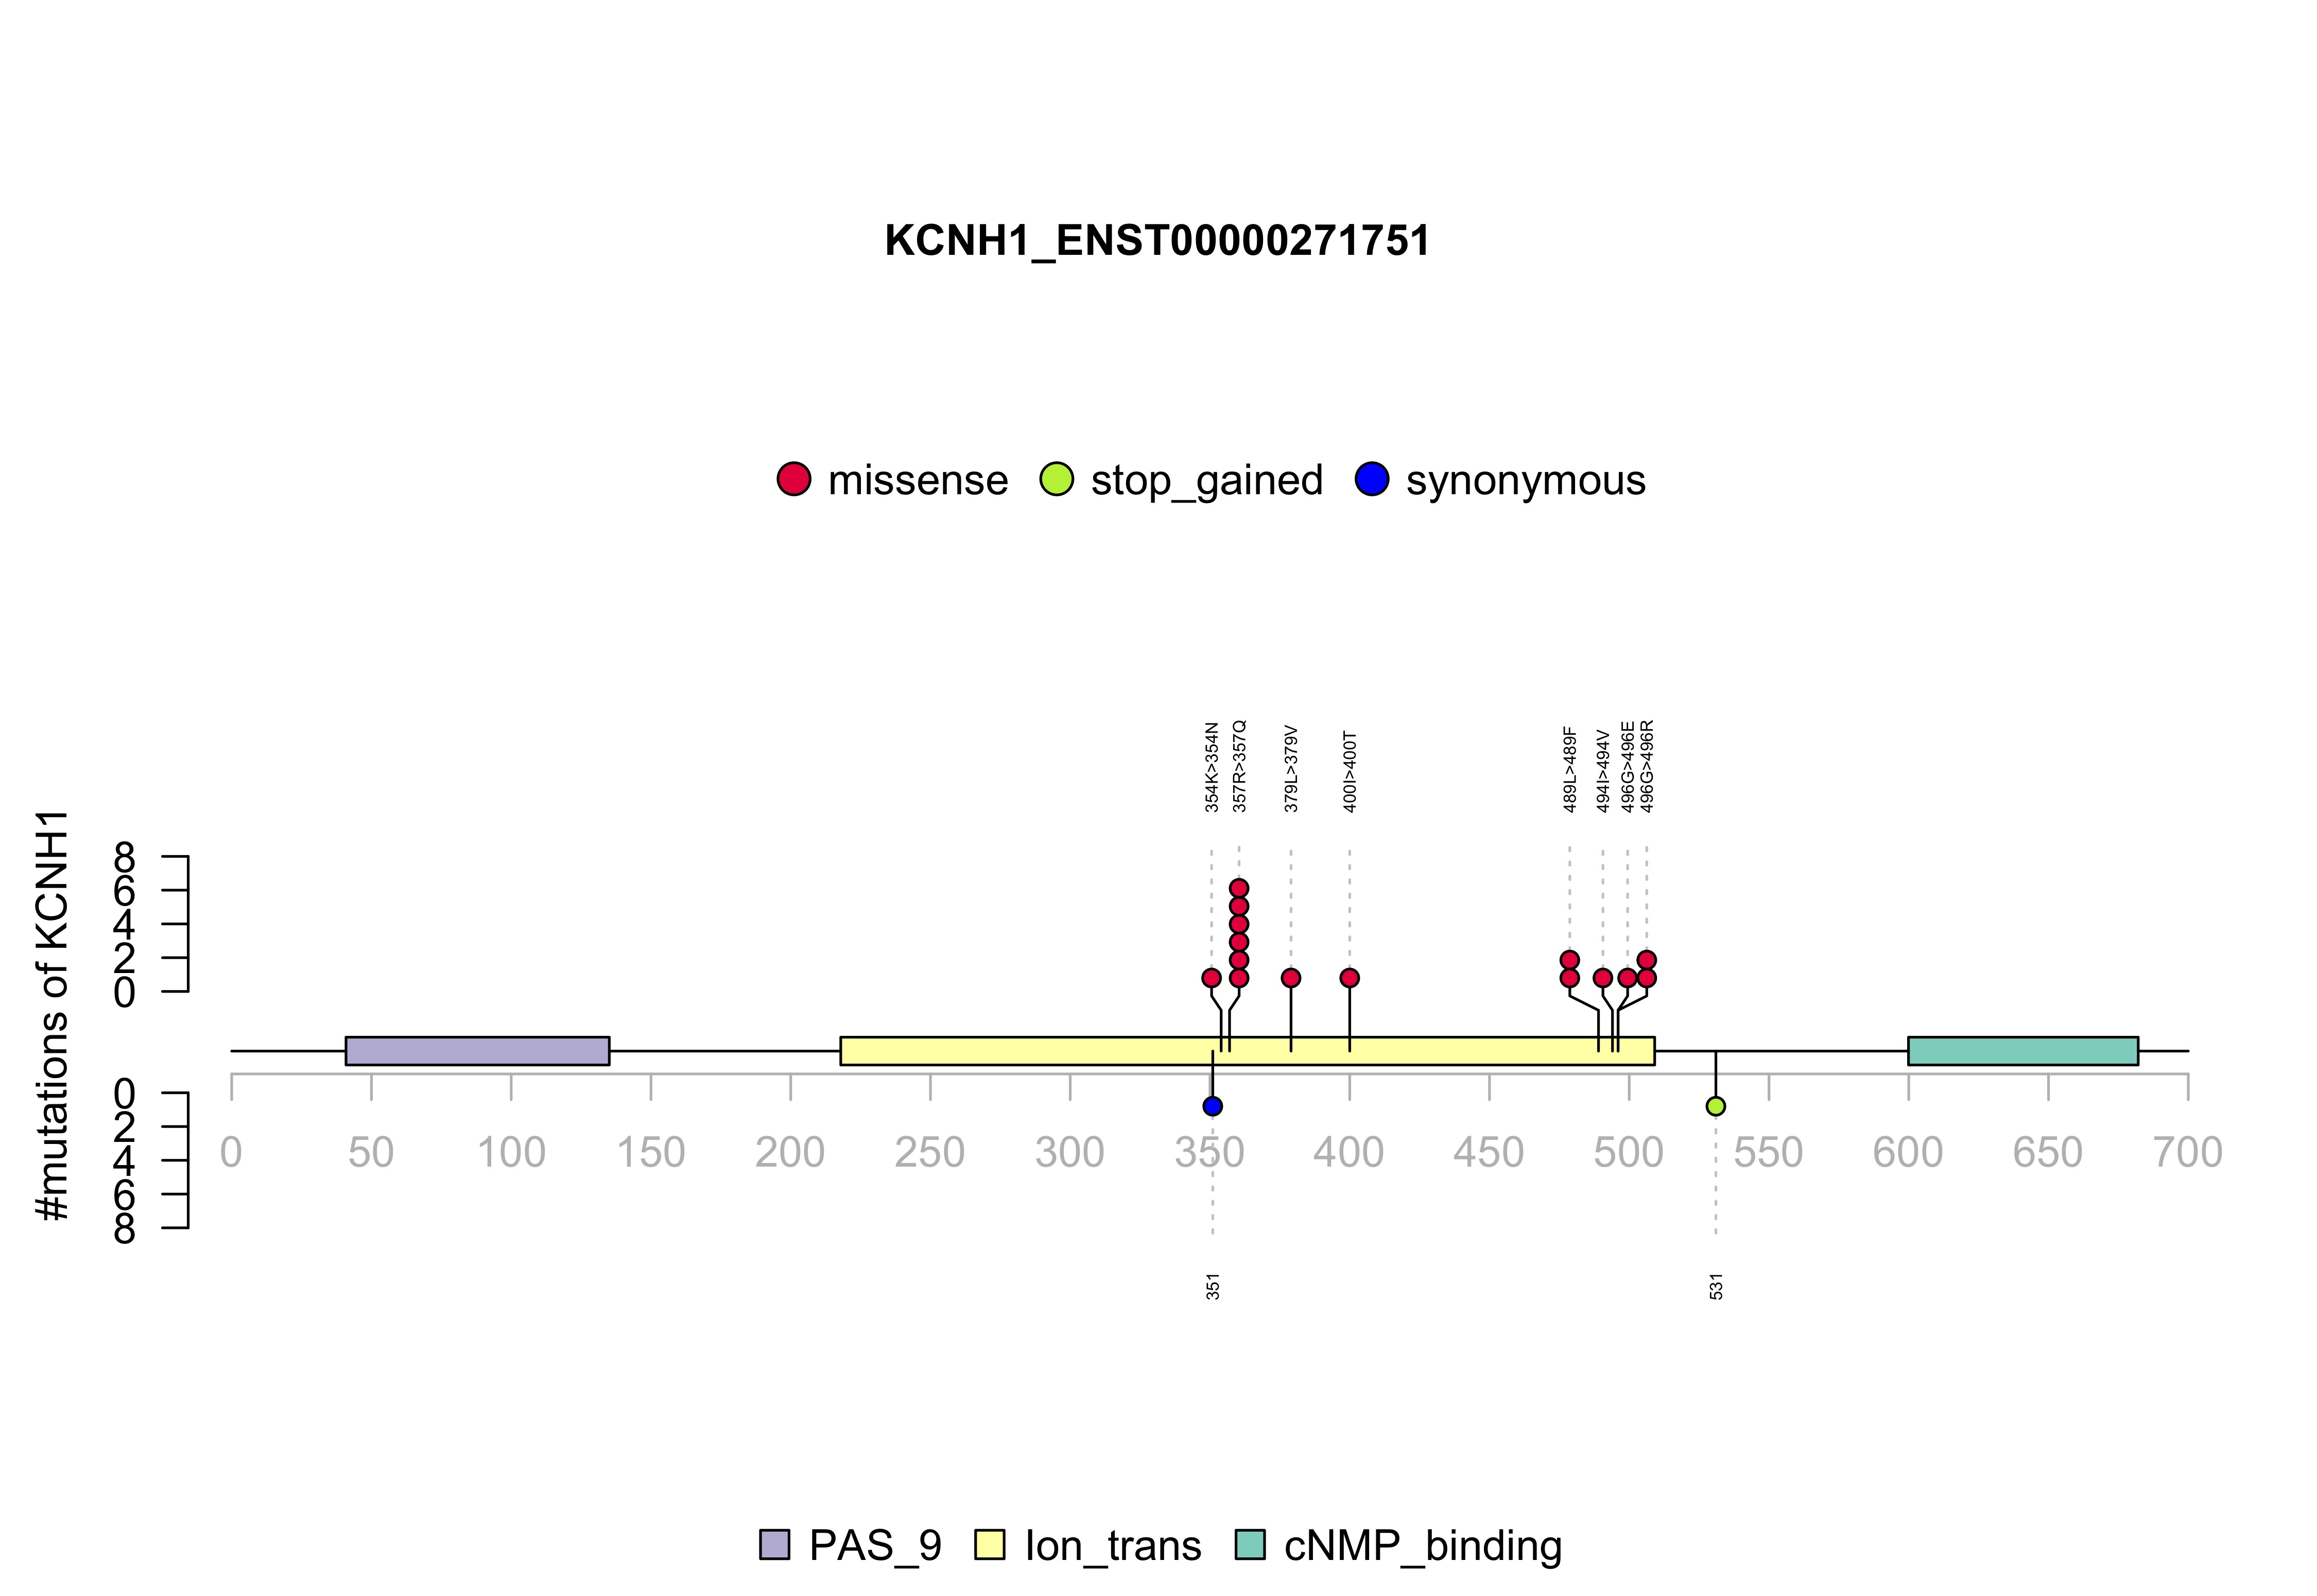 KCNH1_ENST00000271751
missense stop_gained synonymous
354K>354N
357R>357Q
379L>379V
400I>400T
489L>489F
494I>494V
496G>496E
496G>496R
#mutations of KCNH1
8
6
4
2
0
0
2
4
6
8
0 50 100 150 200 250 300 350 400 450 500 550 600 650 700
351
531
PAS_9 Ion_trans cNMP_binding